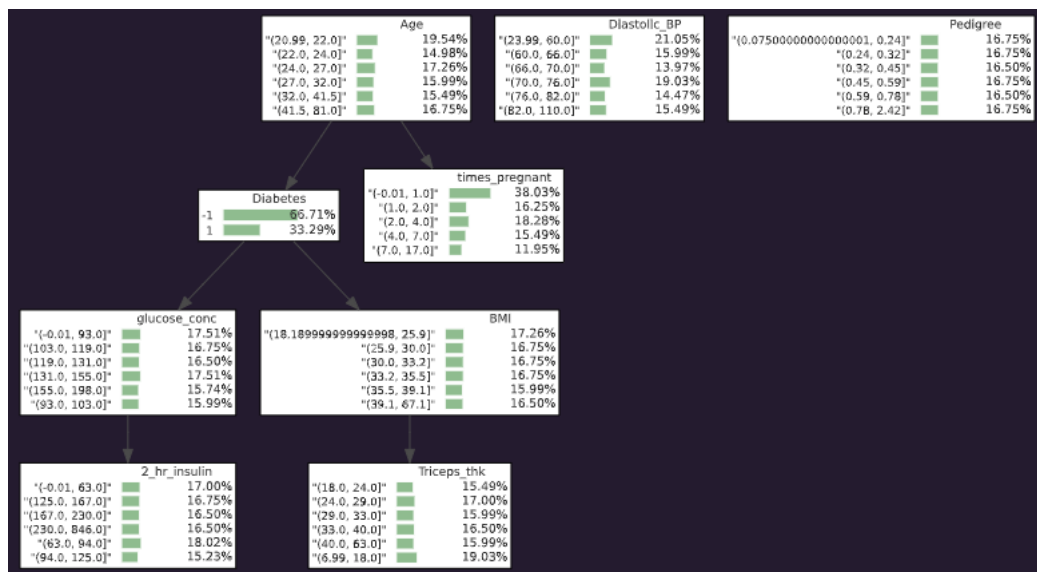 Age
"(20.99, 22.0]" 19.54%
"(22.0, 24.0]" 14.98%
"(24.0, 27.0]" 17.26%
"(27.0, 32.0]" 15.99%
"(32.0, 41.5]" 15.49%
"(41.5, 81.0]" 16.75%
Diastolic_BP
"(23.99, 60.0]" 21.05%
"(60.0, 66.0]" 15.99%
"(66.0, 70.0]" 13.97%
"(70.0, 76.0]" 19.03%
"(76.0, 82.0]" 14.47%
"(82.0, 110.0]" 15.49%
Pedigree
"(0.07500000000000001, 0.24]" 16.75%
"(0.24, 0.32]" 16.75%
"(0.32, 0.45]" 16.50%
"(0.45, 0.59]" 16.75%
"(0.59, 0.78]" 16.50%
"(0.78, 2.42]" 16.75%
Diabetes
-1 66.71%
1 33.29%
times_pregnant
"(-0.01, 1.0]" 38.03%
"(1.0, 2.0]" 16.25%
"(2.0, 4.0]" 18.28%
"(4.0, 7.0]" 15.49%
"(7.0, 17.0]" 11.95%
glucose_conc
"(-0.01, 93.0]" 17.51%
"(103.0, 119.0]" 16.75%
"(119.0, 131.0]" 16.50%
"(131.0, 155.0]" 17.51%
"(155.0, 198.0]" 15.74%
"(93.0, 103.0]" 15.99%
BMI
"(18.189999999999998, 25.9]" 17.26%
"(25.9, 30.0]" 16.75%
"(30.0, 33.2]" 16.75%
"(33.2, 35.5]" 16.75%
"(35.5, 39.1]" 15.99%
"(39.1, 67.1]" 16.50%
2_hr_insulin
"(-0.01, 63.0]" 17.00%
"(125.0, 167.0]" 16.75%
"(167.0, 230.0]" 16.50%
"(230.0, 846.0]" 16.50%
"(63.0, 94.0]" 18.02%
"(94.0, 125.0]" 15.23%
Triceps_thk
"(18.0, 24.0]" 15.49%
"(24.0, 29.0]" 17.00%
"(29.0, 33.0]" 15.99%
"(33.0, 40.0]" 16.50%
"(40.0, 63.0]" 15.99%
"(6.99, 18.0]" 19.03%